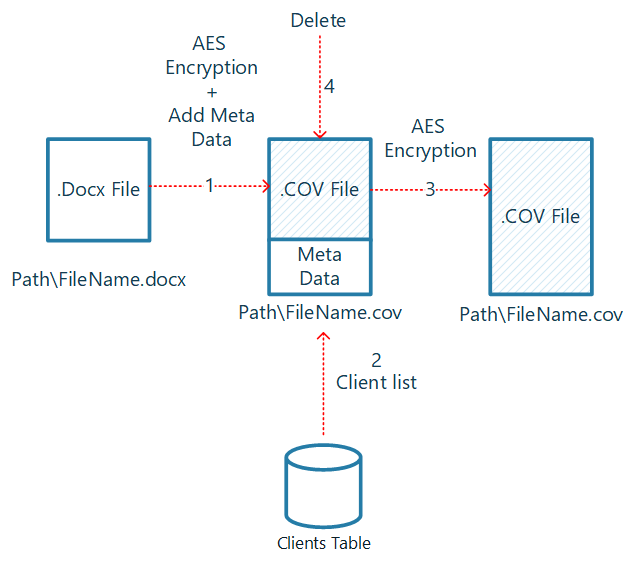 Delete
AES
Encryption
+
Add Meta
Data
4
AES
Encryption
.Docx File
1
.COV File
3
.COV File
Meta
Data
Path\FileName.docx
Path\FileName.cov
Path\FileName.cov
2
Client list
Clients Table